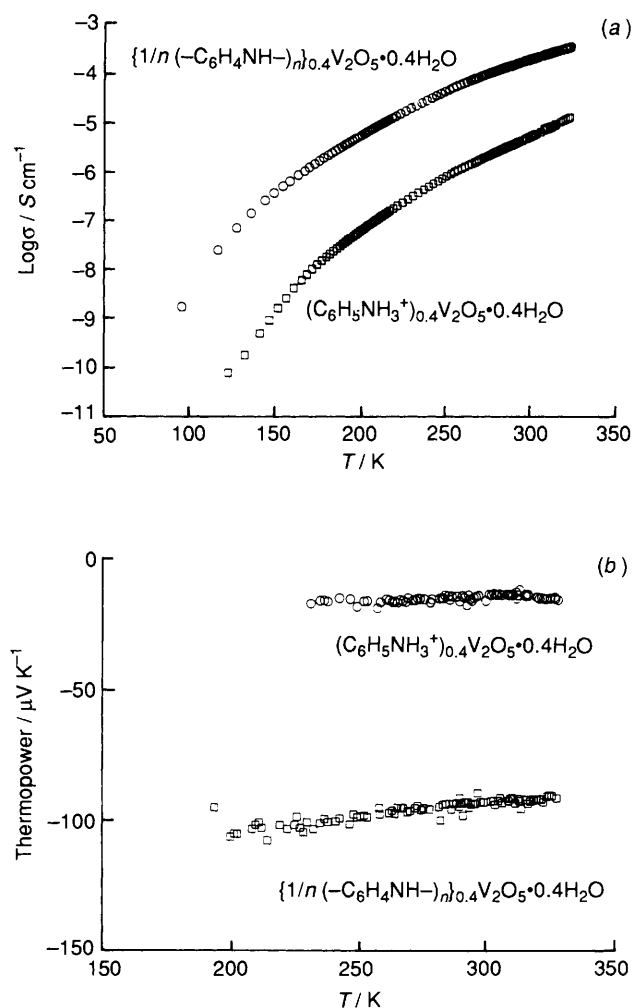 (a)
−3
−4
−5
−6
−7
−8
−9
−10
−11
Logσ / S cm⁻¹
{1/n (–C₆H₄NH–)ₙ}₀.₄V₂O₅•0.4H₂O
(C₆H₅NH₃⁺)₀.₄V₂O₅•0.4H₂O
50 100 150 200 250 300 350
T / K
(b)
0
−50
−100
−150
Thermopower / μV K⁻¹
(C₆H₅NH₃⁺)₀.₄V₂O₅•0.4H₂O
{1/n (–C₆H₄NH–)ₙ}₀.₄V₂O₅•0.4H₂O
150 200 250 300 350
T / K